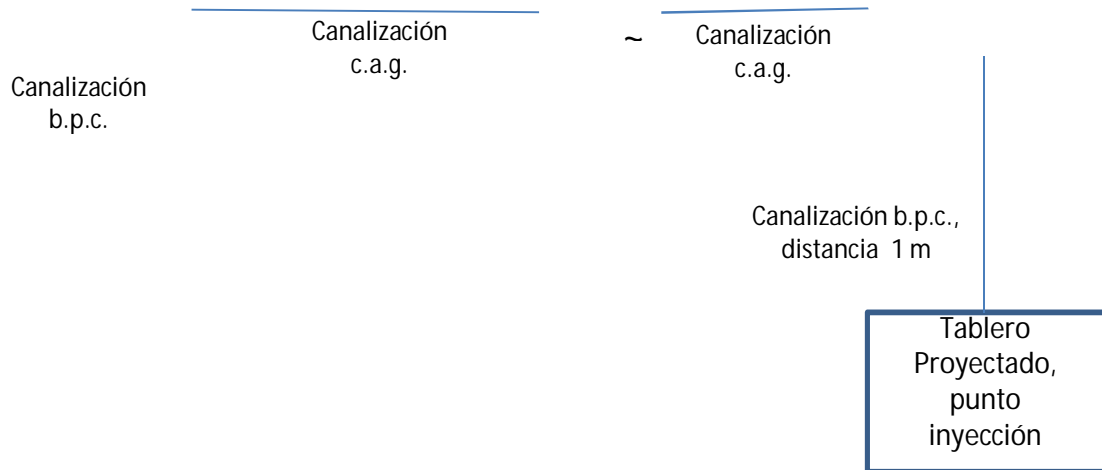 Canalización
c.a.g.
~
Canalización
c.a.g.
Canalización
b.p.c.
Canalización b.p.c.,
distancia 1 m
Tablero
Proyectado,
punto
inyección